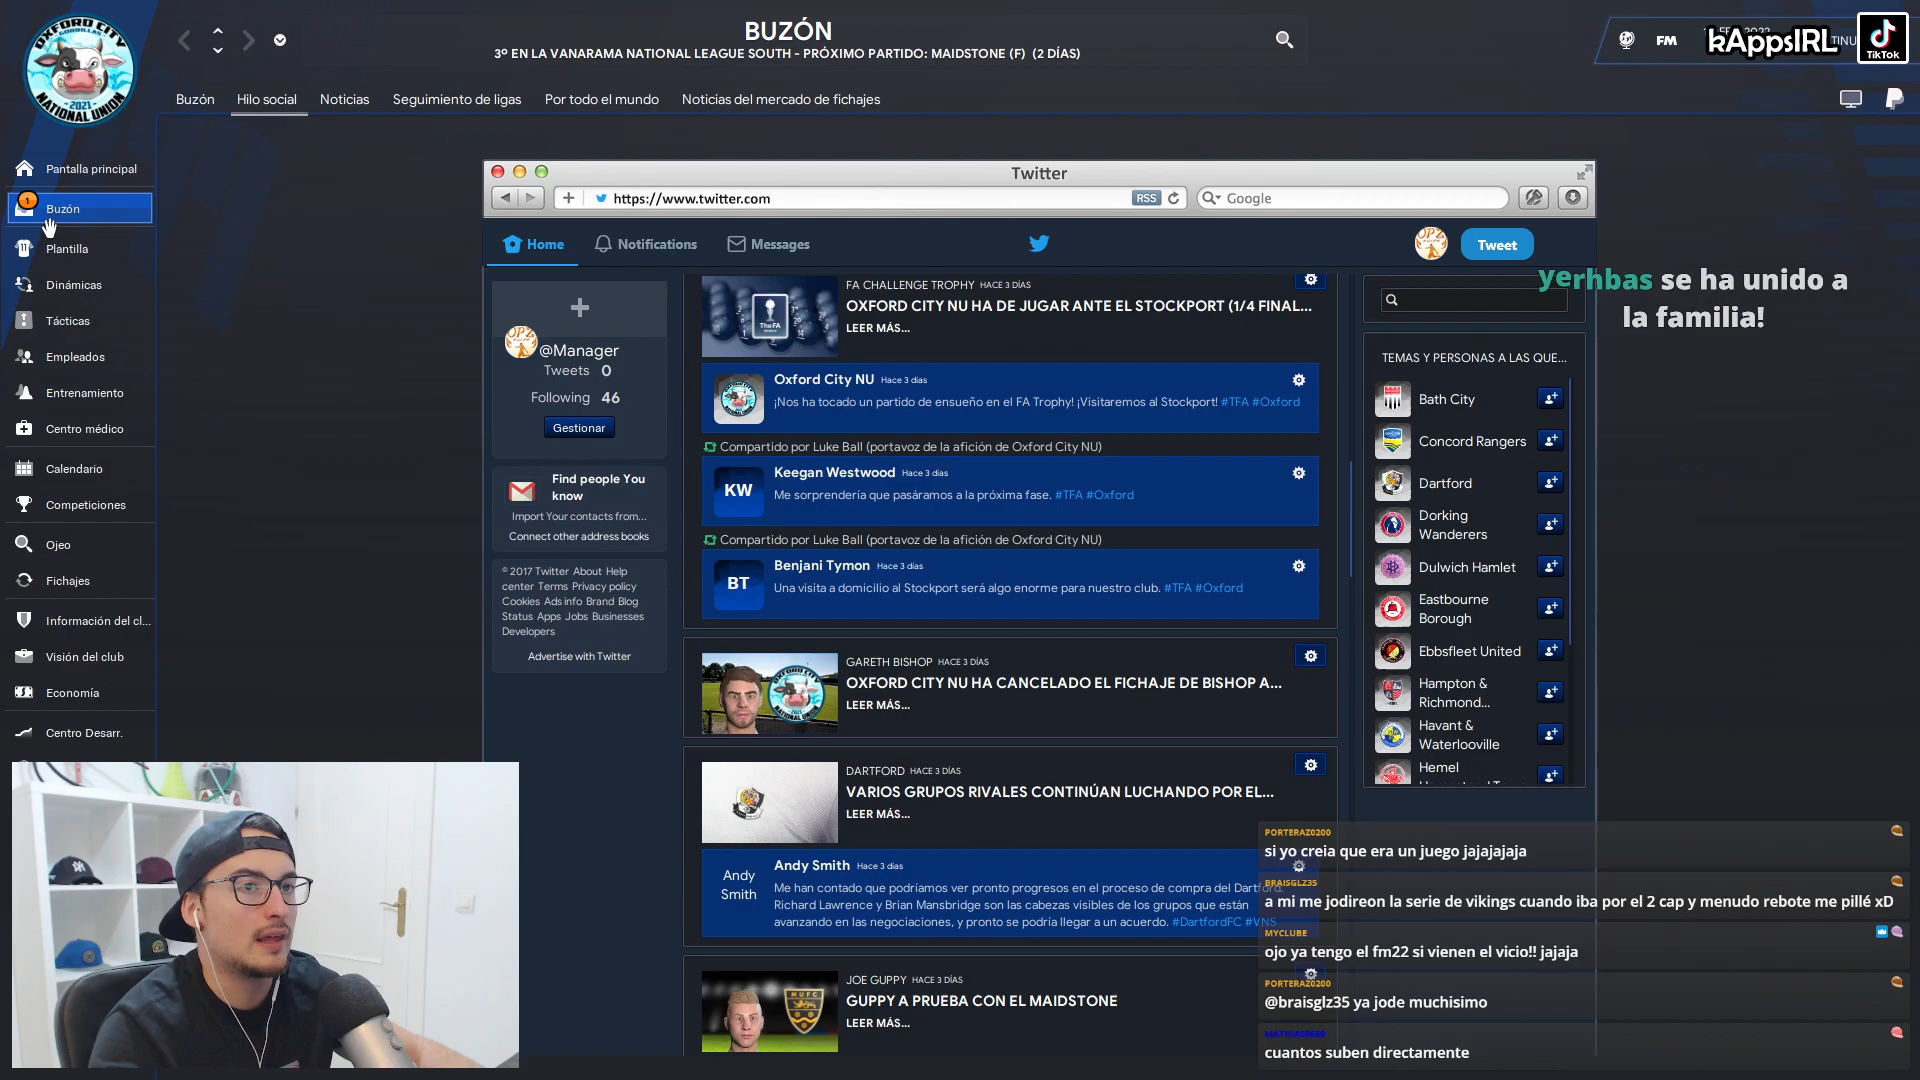 OXFORD CITY
GORRILLAS
2021
NATIONAL UNION
BUZÓN
3º EN LA VANARAMA NATIONAL LEAGUE SOUTH - PRÓXIMO PARTIDO: MAIDSTONE (F) (2 DÍAS)
FM
kAppsIRL
TikTok
Buzón
Hilo social
Noticias
Seguimiento de ligas
Por todo el mundo
Noticias del mercado de fichajes
Pantalla principal
1
Buzón
Plantilla
Dinámicas
Tácticas
Empleados
Entrenamiento
Centro médico
Calendario
Competiciones
Ojeo
Fichajes
Información del cl...
Visión del club
Economía
Centro Desarr.
Twitter
https://www.twitter.com
RSS
Google
Home
Notifications
Messages
Tweet
yerhbas se ha unido a
la familia!
@Manager
Tweets 0
Following 46
Gestionar
Find people You
know
Import Your contacts from...
Connect other address books
© 2017 Twitter About Help
center Terms Privacy policy
Cookies Ads info Brand Blog
Status Apps Jobs Businesses
Developers
Advertise with Twitter
TheFA
FA CHALLENGE TROPHY HACE 3 DÍAS
OXFORD CITY NU HA DE JUGAR ANTE EL STOCKPORT (1/4 FINAL...
LEER MÁS...
Oxford City NU Hace 3 días
¡Nos ha tocado un partido de ensueño en el FA Trophy! ¡Visitaremos al Stockport! #TFA #Oxford
Compartido por Luke Ball (portavoz de la afición de Oxford City NU)
KW
Keegan Westwood Hace 3 días
Me sorprendería que pasáramos a la próxima fase. #TFA #Oxford
Compartido por Luke Ball (portavoz de la afición de Oxford City NU)
BT
Benjani Tymon Hace 3 días
Una visita a domicilio al Stockport será algo enorme para nuestro club. #TFA #Oxford
GARETH BISHOP HACE 3 DÍAS
OXFORD CITY NU HA CANCELADO EL FICHAJE DE BISHOP A...
LEER MÁS...
DARTFORD HACE 3 DÍAS
VARIOS GRUPOS RIVALES CONTINÚAN LUCHANDO POR EL...
LEER MÁS...
Andy
Smith
Andy Smith Hace 3 días
Me han contado que podríamos ver pronto progresos en el proceso de compra del Dartford.
Richard Lawrence y Brian Mansbridge son las cabezas visibles de los grupos que están
avanzando en las negociaciones, y pronto se podría llegar a un acuerdo. #DartfordFC #VNS
JOE GUPPY HACE 3 DÍAS
GUPPY A PRUEBA CON EL MAIDSTONE
LEER MÁS...
TEMAS Y PERSONAS A LAS QUE...
Bath City
Concord Rangers
Dartford
Dorking
Wanderers
Dulwich Hamlet
Eastbourne
Borough
Ebbsfleet United
Hampton &
Richmond...
Havant &
Waterlooville
Hemel
PORTERAZ0200
si yo creia que era un juego jajajajaja
BRAISGLZ35
a mi me jodireon la serie de vikings cuando iba por el 2 cap y menudo rebote me pillé xD
MYCLUBE
ojo ya tengo el fm22 si vienen el vicio!! jajaja
PORTERAZ0200
@braisglz35 ya jode muchisimo
cuantos suben directamente